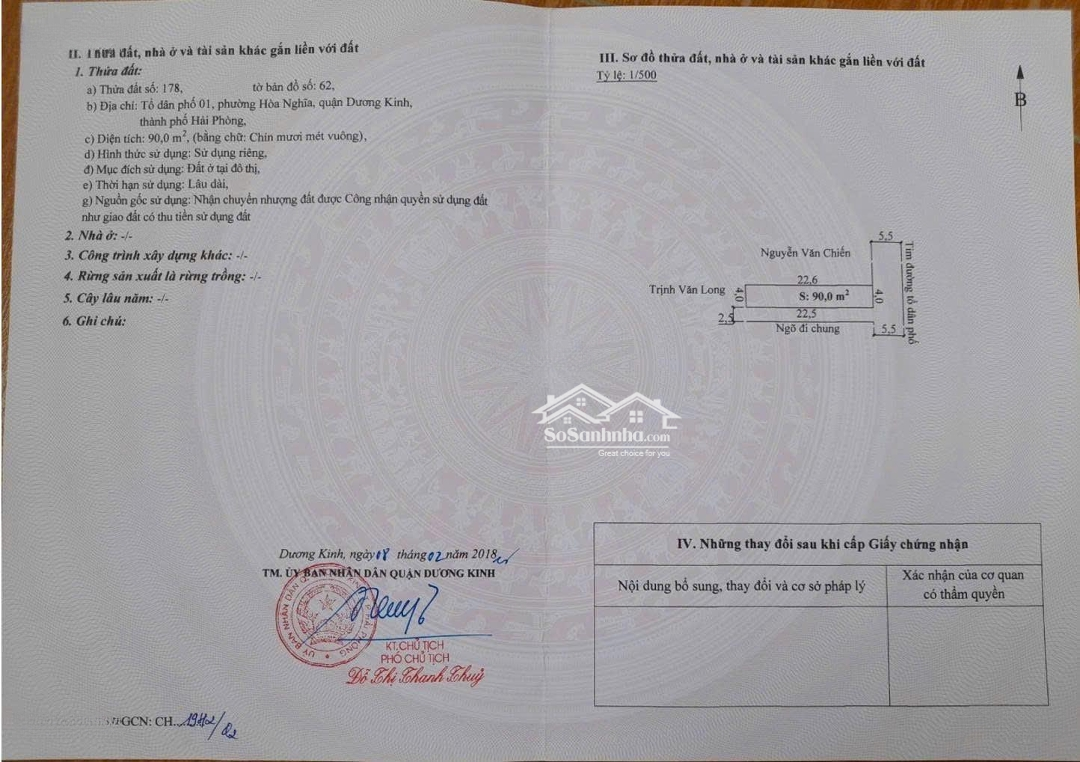 II. Thửa đất, nhà ở và tài sản khác gắn liền với đất
1. Thửa đất:
a) Thửa đất số: 178, tờ bản đồ số: 62,
b) Địa chỉ: Tổ dân phố 01, phường Hòa Nghĩa, quận Dương Kinh,
thành phố Hải Phòng,
c) Diện tích: 90,0 m², (bằng chữ: Chín mươi mét vuông),
d) Hình thức sử dụng: Sử dụng riêng,
đ) Mục đích sử dụng: Đất ở tại đô thị,
e) Thời hạn sử dụng: Lâu dài,
g) Nguồn gốc sử dụng: Nhận chuyển nhượng đất được Công nhận quyền sử dụng đất
như giao đất có thu tiền sử dụng đất
2. Nhà ở: -/-
3. Công trình xây dựng khác: -/-
4. Rừng sản xuất là rừng trồng: -/-
5. Cây lâu năm: -/-
6. Ghi chú:
Dương Kinh, ngày 08 tháng 02 năm 2018
TM. ỦY BAN NHÂN DÂN QUẬN DƯƠNG KINH
KT.CHỦ TỊCH
PHÓ CHỦ TỊCH
Đỗ Thị Thanh Thuỷ
GCN: CH
III. Sơ đồ thửa đất, nhà ở và tài sản khác gắn liền với đất
Tỷ lệ: 1/500
B
5,5
Nguyễn Văn Chiến
Tim đường tổ dân phố
22,6
Trịnh Văn Long
4,0
S: 90,0 m²
4,0
2,5
22,5
Ngõ đi chung
5,5
SoSanhnha.com
Great choice for you
IV. Những thay đổi sau khi cấp Giấy chứng nhận
Nội dung bổ sung, thay đổi và cơ sở pháp lý
Xác nhận của cơ quan
có thẩm quyền